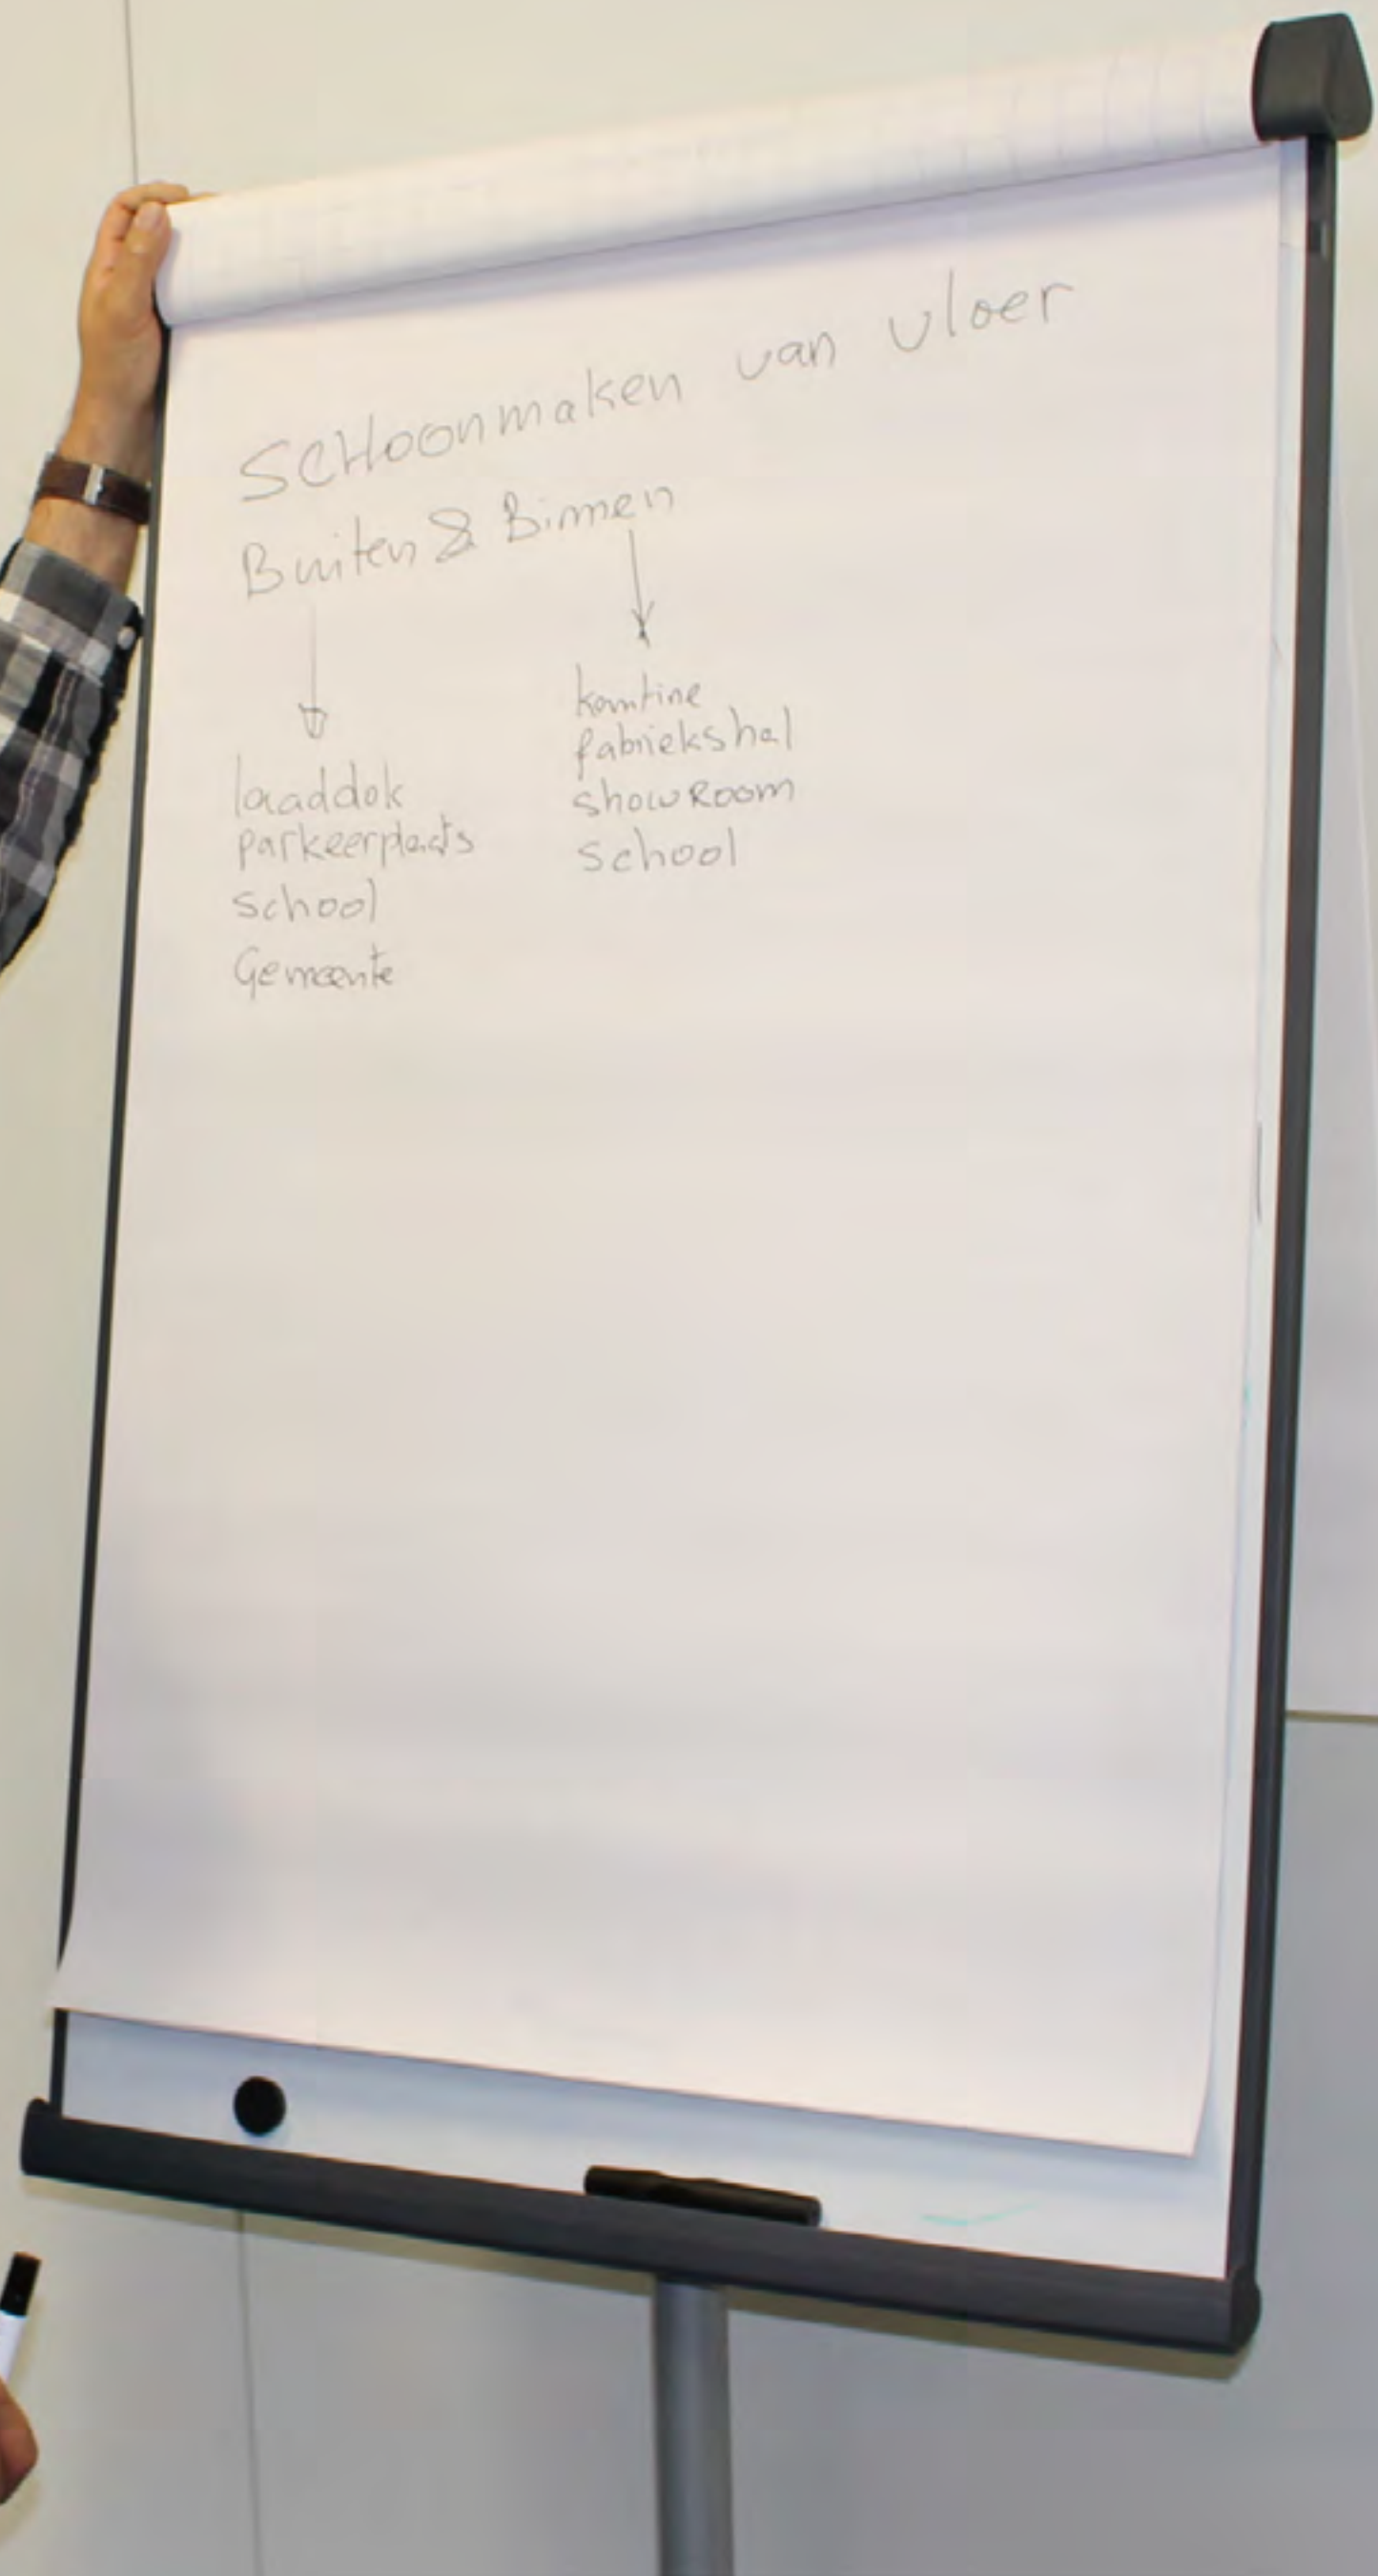 SCHoonmaken van vloer
Buiten & Binnen
laaddok
parkeerplaats
school
Gemeente
kantine
fabriekshal
showRoom
school